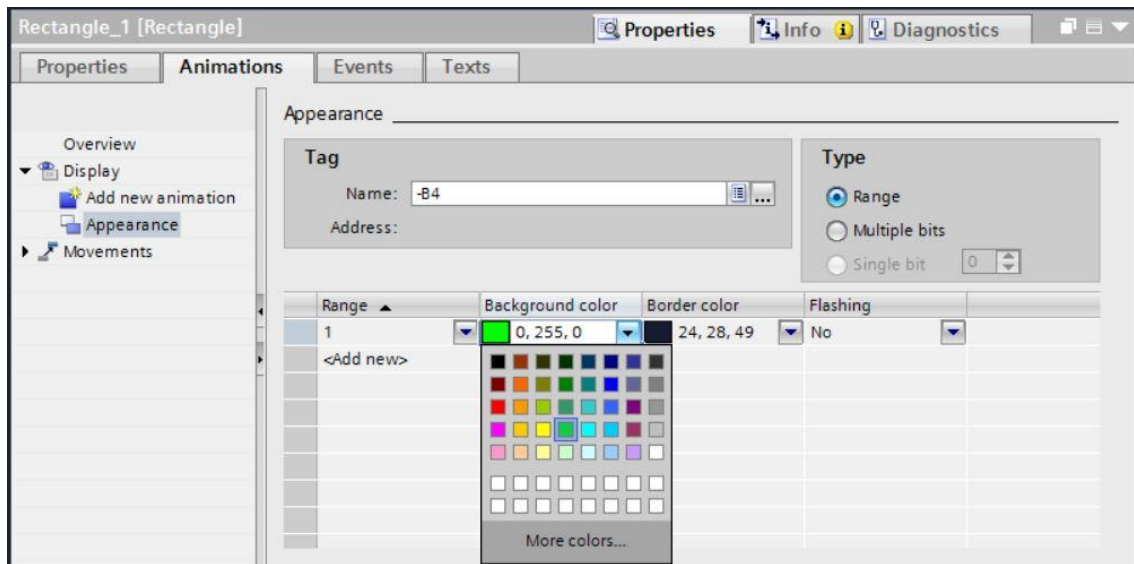 Rectangle_1 [Rectangle]
Properties
Info
Diagnostics
Properties
Animations
Events
Texts
Overview
Display
Add new animation
Appearance
Movements
Appearance
Tag
Name: -B4
Address:
Type
Range
Multiple bits
Single bit 0
Range Background color Border color Flashing
1 0, 255, 0 24, 28, 49 No
<Add new>
More colors...